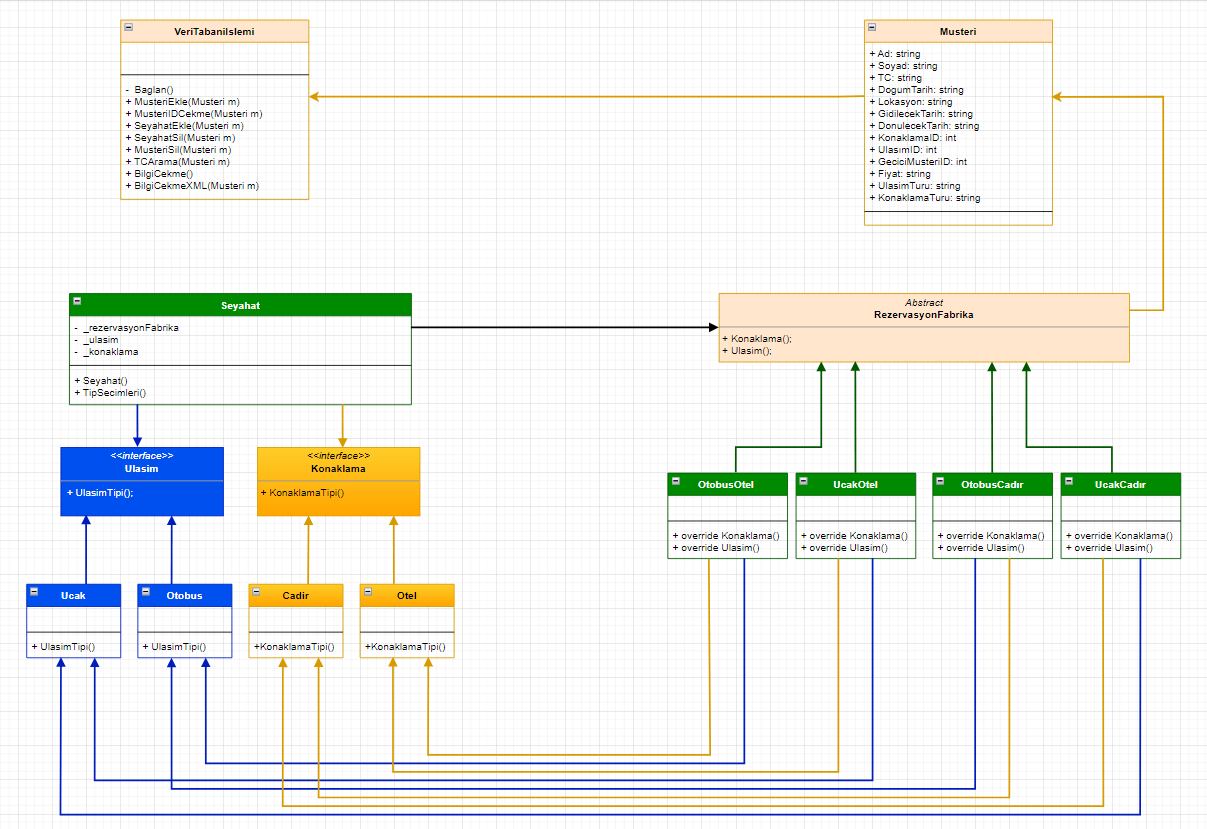 VeriTabaniIslemi
- Baglan()
+ MusteriEkle(Musteri m)
+ MusteriIDCekme(Musteri m)
+ SeyahatEkle(Musteri m)
+ SeyahatSil(Musteri m)
+ MusteriSil(Musteri m)
+ TCArama(Musteri m)
+ BilgiCekme()
+ BilgiCekmeXML(Musteri m)
Musteri
+ Ad: string
+ Soyad: string
+ TC: string
+ DogumTarih: string
+ Lokasyon: string
+ GidilecekTarih: string
+ DonulecekTarih: string
+ KonaklamaID: int
+ UlasımID: int
+ GeciciMusteriID: int
+ Fiyat: string
+ UlasimTuru: string
+ KonaklamaTuru: string
Seyahat
- _rezervasyonFabrika
- _ulasim
- _konaklama
+ Seyahat()
+ TipSecimleri()
Abstract
RezervasyonFabrika
+ Konaklama();
+ Ulasim();
<<interface>>
Ulasim
+ UlasimTipi();
<<interface>>
Konaklama
+ KonaklamaTipi()
OtobusOtel
+ override Konaklama()
+ override Ulasim()
UcakOtel
+ override Konaklama()
+ override Ulasim()
OtobusCadır
+ override Konaklama()
+ override Ulasim()
UcakCadır
+ override Konaklama()
+ override Ulasim()
Ucak
+ UlasimTipi()
Otobus
+ UlasimTipi()
Cadir
+KonaklamaTipi()
Otel
+KonaklamaTipi()